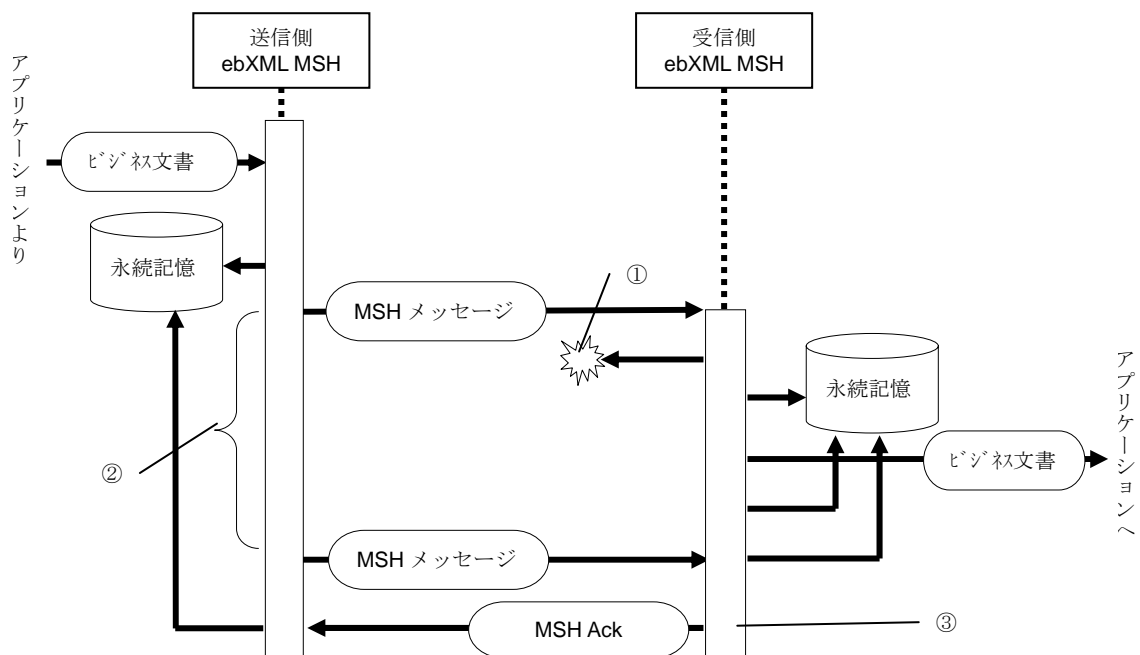 送信側
ebXML MSH
受信側
ebXML MSH
アプリケーションより
ビジネス文書
永続記憶
①
MSH メッセージ
永続記憶
アプリケーションへ
ビジネス文書
②
MSH メッセージ
MSH Ack
③